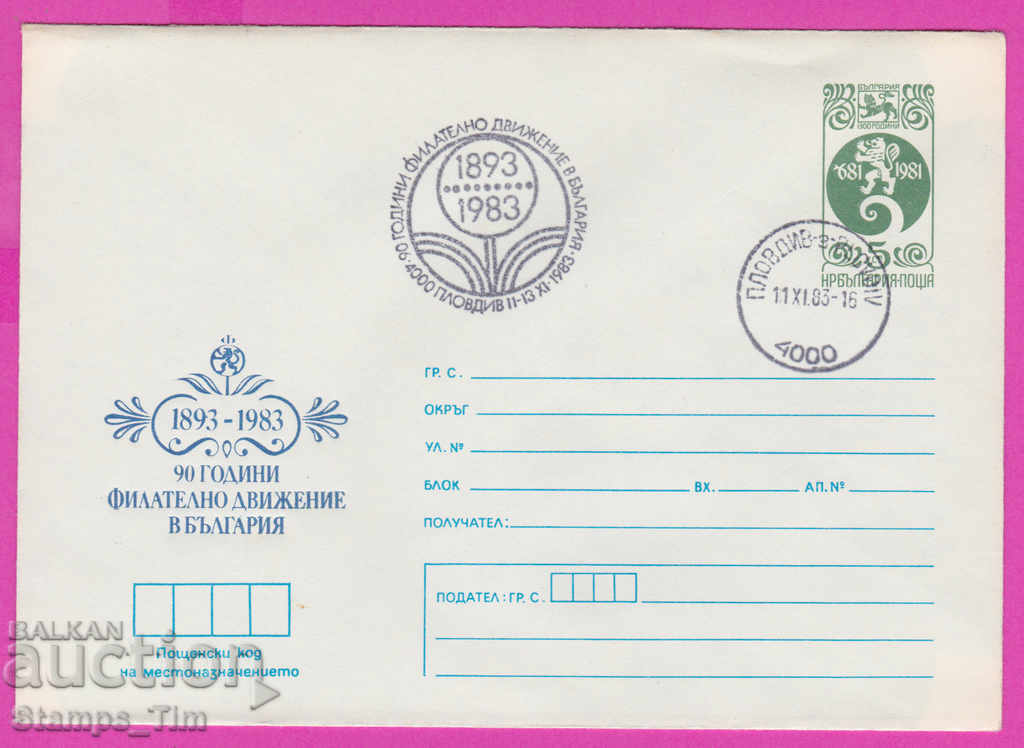 БЪЛГАРИЯ
1300 ГОДИНИ
681 1981
5
НРБЪЛГАРИЯ·ПОЩА
90 ГОДИНИ ФИЛАТЕЛНО ДВИЖЕНИЕ В БЪЛГАРИЯ · 4000 ПЛОВДИВ 11-13 XI·1983 ·
1893
1983
ПЛОВДИВ-
PLOVDIV
11.XI.83-16
4000
Ф
1893-1983
90 ГОДИНИ
ФИЛАТЕЛНО ДВИЖЕНИЕ
В БЪЛГАРИЯ
ГР. С.
ОКРЪГ
УЛ. №
БЛОК ВХ. АП.№
ПОЛУЧАТЕЛ:
ПОДАТЕЛ: ГР. С.
Пощенски код
на местоназначението
BALKAN
auction
Stamps_Tim